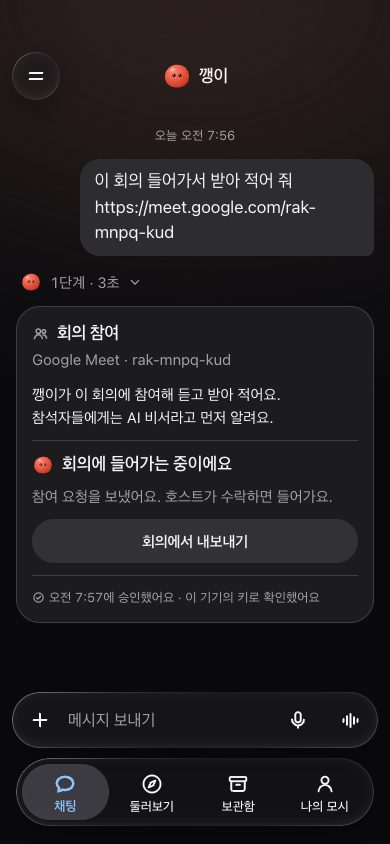 깽이
오늘 오전 7:56
이 회의 들어가서 받아 적어 줘
https://meet.google.com/rak-
mnpq-kud
1단계 · 3초
회의 참여
Google Meet · rak-mnpq-kud
깽이가 이 회의에 참여해 듣고 받아 적어요.
참석자들에게는 AI 비서라고 먼저 알려요.
회의에 들어가는 중이에요
참여 요청을 보냈어요. 호스트가 수락하면 들어가요.
회의에서 내보내기
오전 7:57에 승인했어요 · 이 기기의 키로 확인했어요
메시지 보내기
채팅
둘러보기
보관함
나의 모시